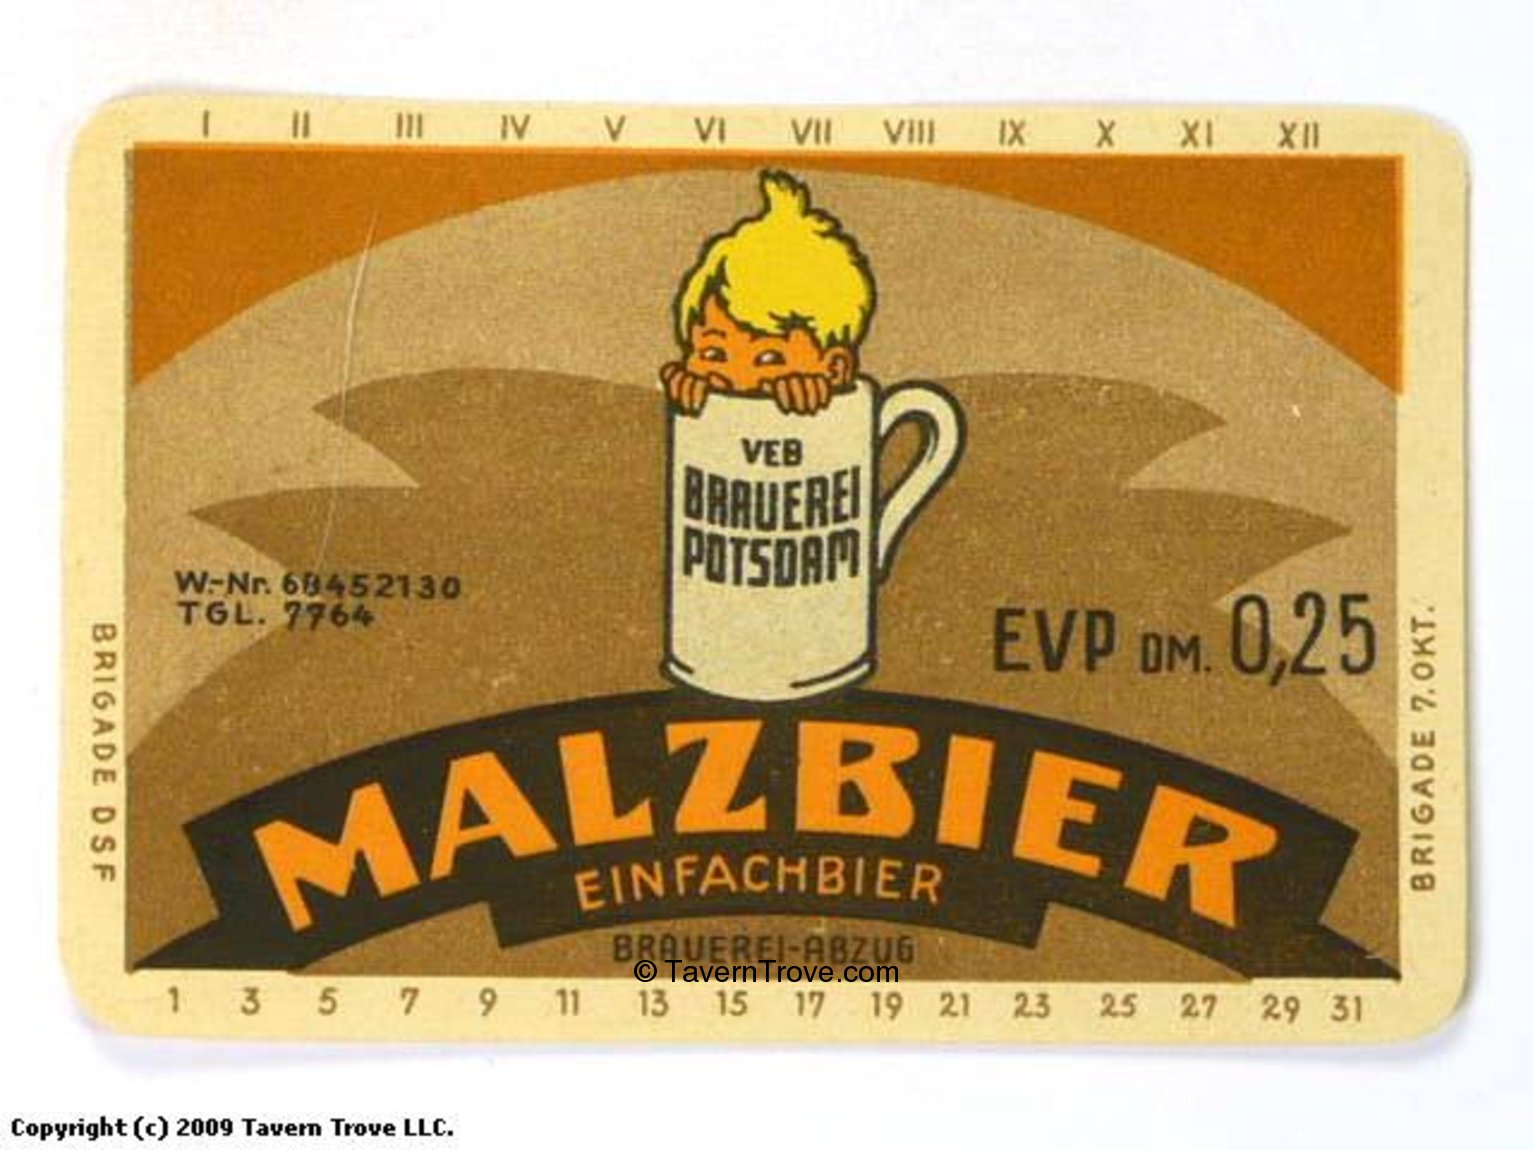 I II III IV V VI VII VIII IX X XI XII
VEB
BRAUEREI
POTSDAM
W.-Nr. 68452130
TGL. 7764
EVP DM. 0,25
BRIGADE DSF
BRIGADE 7.OKT.
MALZBIER
EINFACHBIER
BRAUEREI-ABZUG
© TavernTrove.com
1 3 5 7 9 11 13 15 17 19 21 23 25 27 29 31
Copyright (c) 2009 Tavern Trove LLC.